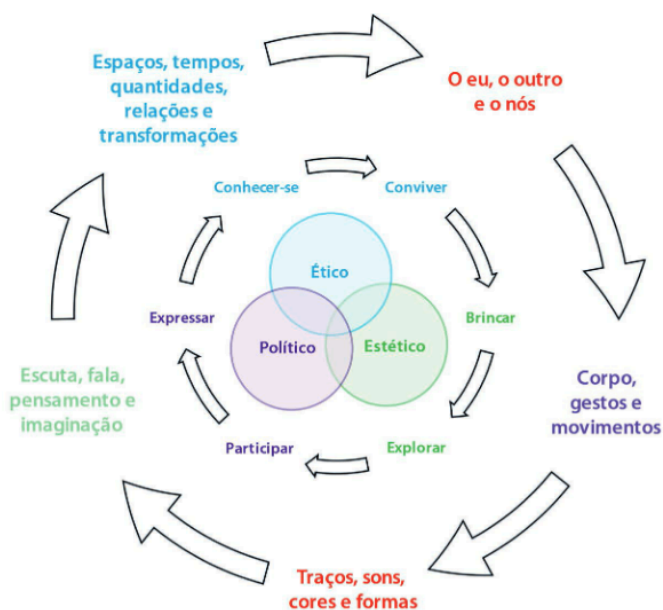 Espaços, tempos,
quantidades,
relações e
transformações
O eu, o outro
e o nós
Conhecer-se
Conviver
Ético
Expressar
Brincar
Político
Estético
Escuta, fala,
pensamento e
imaginação
Corpo,
gestos e
movimentos
Participar
Explorar
Traços, sons,
cores e formas